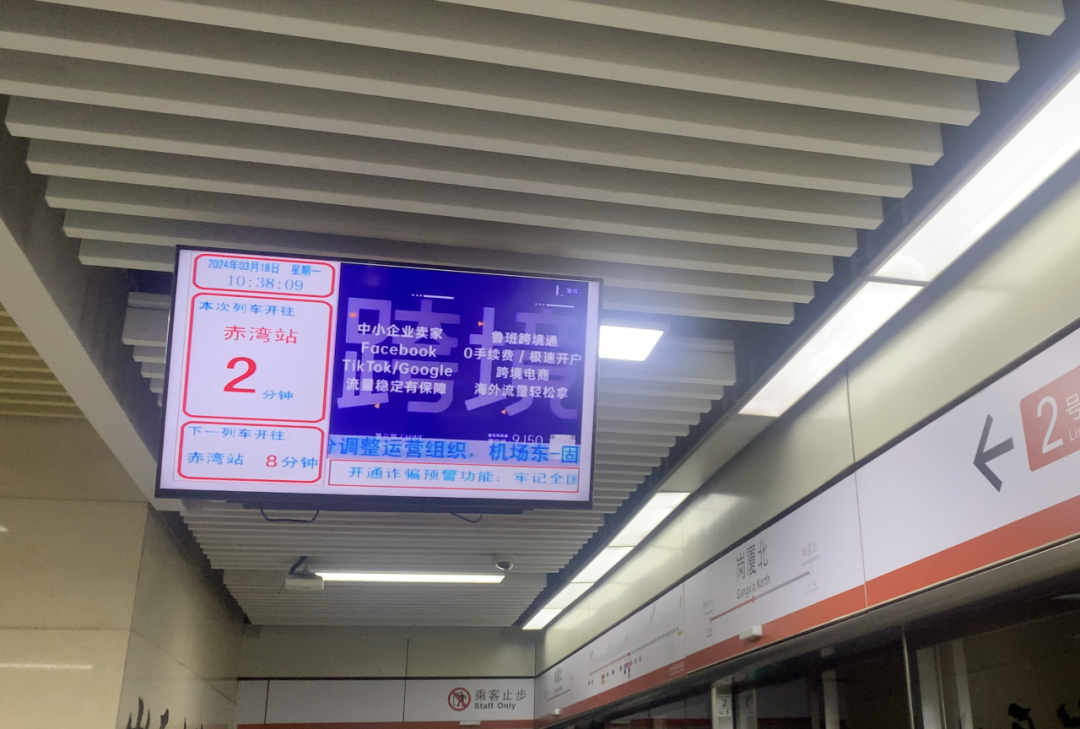 2024年03月18日 星期一
10:38:09
本次列车开往:
赤湾站
2 分钟
下一列车开往:
赤湾站 8分钟
跨境
中小企业卖家
Facebook
TikTok/Google
流量稳定有保障
鲁班跨境通
0手续费 / 极速开户
跨境电商
海外流量轻松拿
调整运营组织,机场东-固
开通诈骗预警功能:牢记全国
2号
岗厦北
Gangxia North
乘客止步
Staff Only